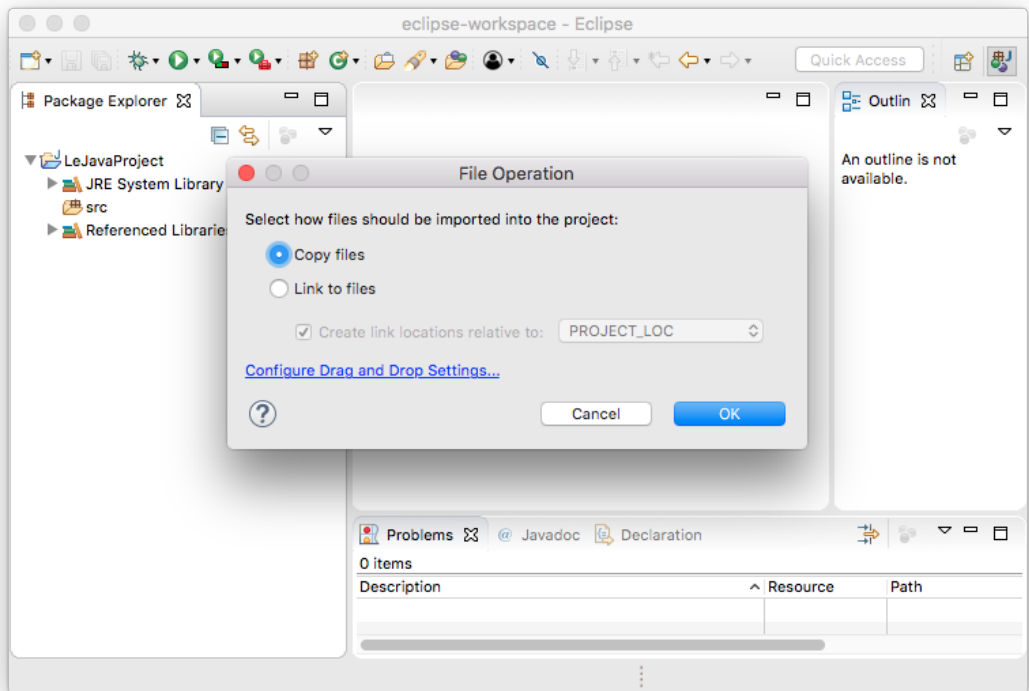 eclipse-workspace - Eclipse
Quick Access
Package Explorer
Outlin
LeJavaProject
JRE System Library
src
Referenced Librarie
An outline is not
available.
File Operation
Select how files should be imported into the project:
Copy files
Link to files
Create link locations relative to: PROJECT_LOC
Configure Drag and Drop Settings...
?
Cancel OK
Problems @ Javadoc Declaration
0 items
Description Resource Path